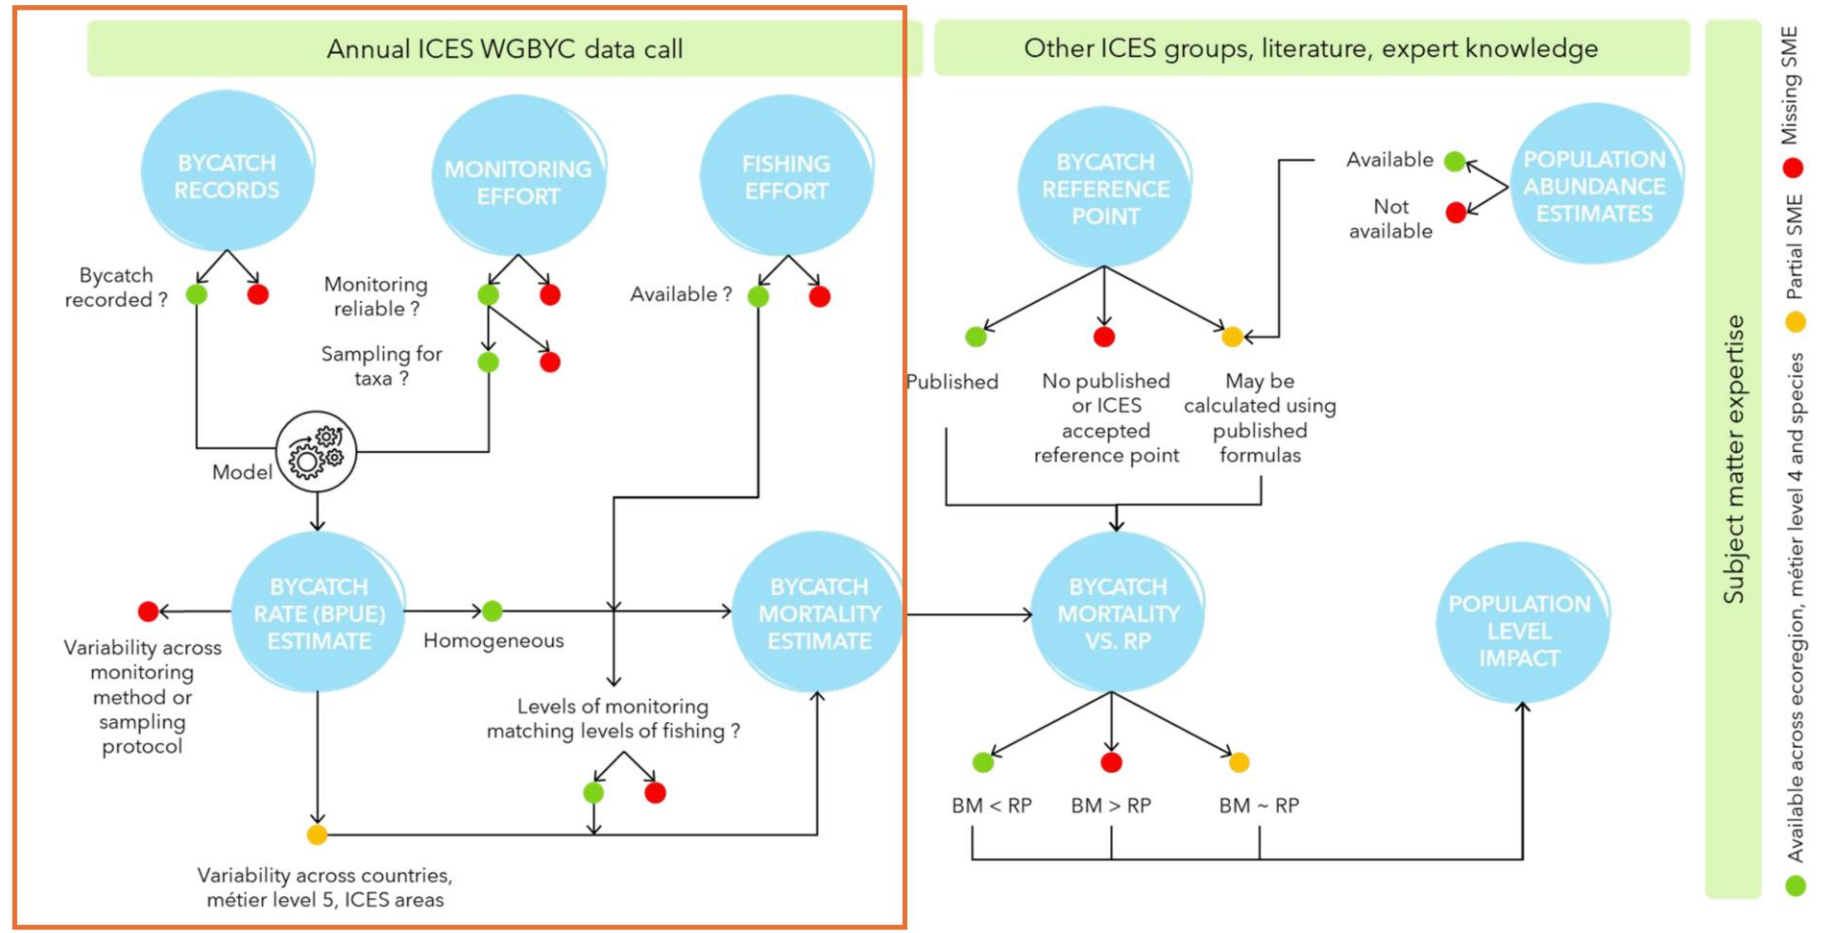 Annual ICES WGBYC data call
Other ICES groups, literature, expert knowledge
BYCATCH
RECORDS
MONITORING
EFFORT
FISHING
EFFORT
BYCATCH
REFERENCE
POINT
POPULATION
ABUNDANCE
ESTIMATES
Available
Not
available
Bycatch
recorded ?
Monitoring
reliable ?
Sampling for
taxa ?
Available ?
Published
No published
or ICES
accepted
reference point
May be
calculated using
published
formulas
Model
BYCATCH
RATE (BPUE)
ESTIMATE
Homogeneous
BYCATCH
MORTALITY
ESTIMATE
BYCATCH
MORTALITY
VS. RP
POPULATION
LEVEL
IMPACT
Variability across
monitoring
method or
sampling
protocol
Levels of monitoring
matching levels of fishing ?
Variability across countries,
métier level 5, ICES areas
BM < RP
BM > RP
BM ~ RP
Subject matter expertise
Available across ecoregion, métier level 4 and species
Partial SME
Missing SME